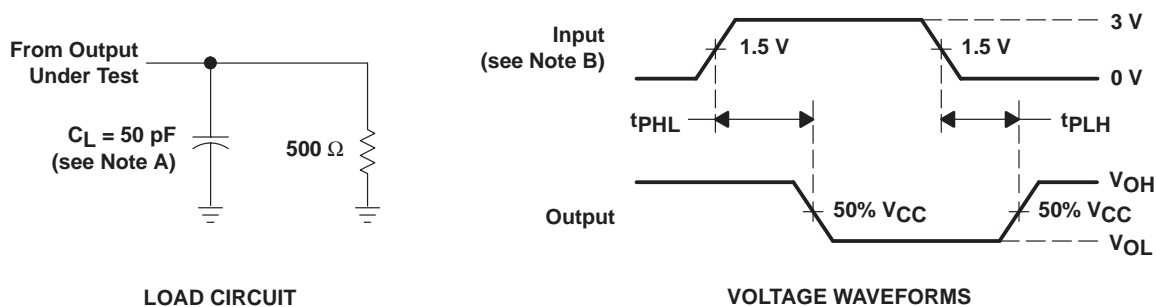 From Output
Under Test
CL = 50 pF
(see Note A)
500 Ω
LOAD CIRCUIT
Input
(see Note B)
1.5 V
1.5 V
3 V
0 V
tPHL
tPLH
Output
50% VCC
50% VCC
VOH
VOL
VOLTAGE WAVEFORMS